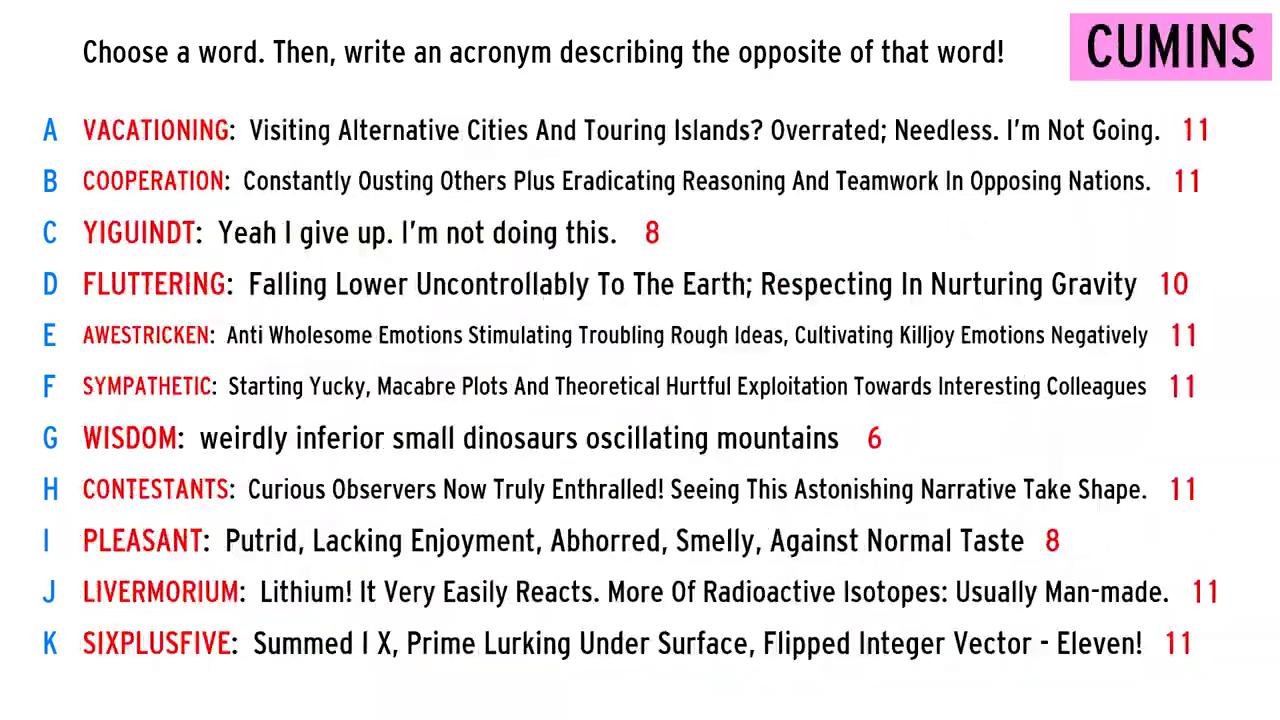 Choose a word. Then, write an acronym describing the opposite of that word!
CUMINS
A VACATIONING: Visiting Alternative Cities And Touring Islands? Overrated; Needless. I'm Not Going. 11
B COOPERATION: Constantly Ousting Others Plus Eradicating Reasoning And Teamwork In Opposing Nations. 11
C YIGUINDT: Yeah I give up. I'm not doing this. 8
D FLUTTERING: Falling Lower Uncontrollably To The Earth; Respecting In Nurturing Gravity 10
E AWESTRICKEN: Anti Wholesome Emotions Stimulating Troubling Rough Ideas, Cultivating Killjoy Emotions Negatively 11
F SYMPATHETIC: Starting Yucky, Macabre Plots And Theoretical Hurtful Exploitation Towards Interesting Colleagues 11
G WISDOM: weirdly inferior small dinosaurs oscillating mountains 6
H CONTESTANTS: Curious Observers Now Truly Enthralled! Seeing This Astonishing Narrative Take Shape. 11
I PLEASANT: Putrid, Lacking Enjoyment, Abhorred, Smelly, Against Normal Taste 8
J LIVERMORIUM: Lithium! It Very Easily Reacts. More Of Radioactive Isotopes: Usually Man-made. 11
K SIXPLUSFIVE: Summed I X, Prime Lurking Under Surface, Flipped Integer Vector - Eleven! 11